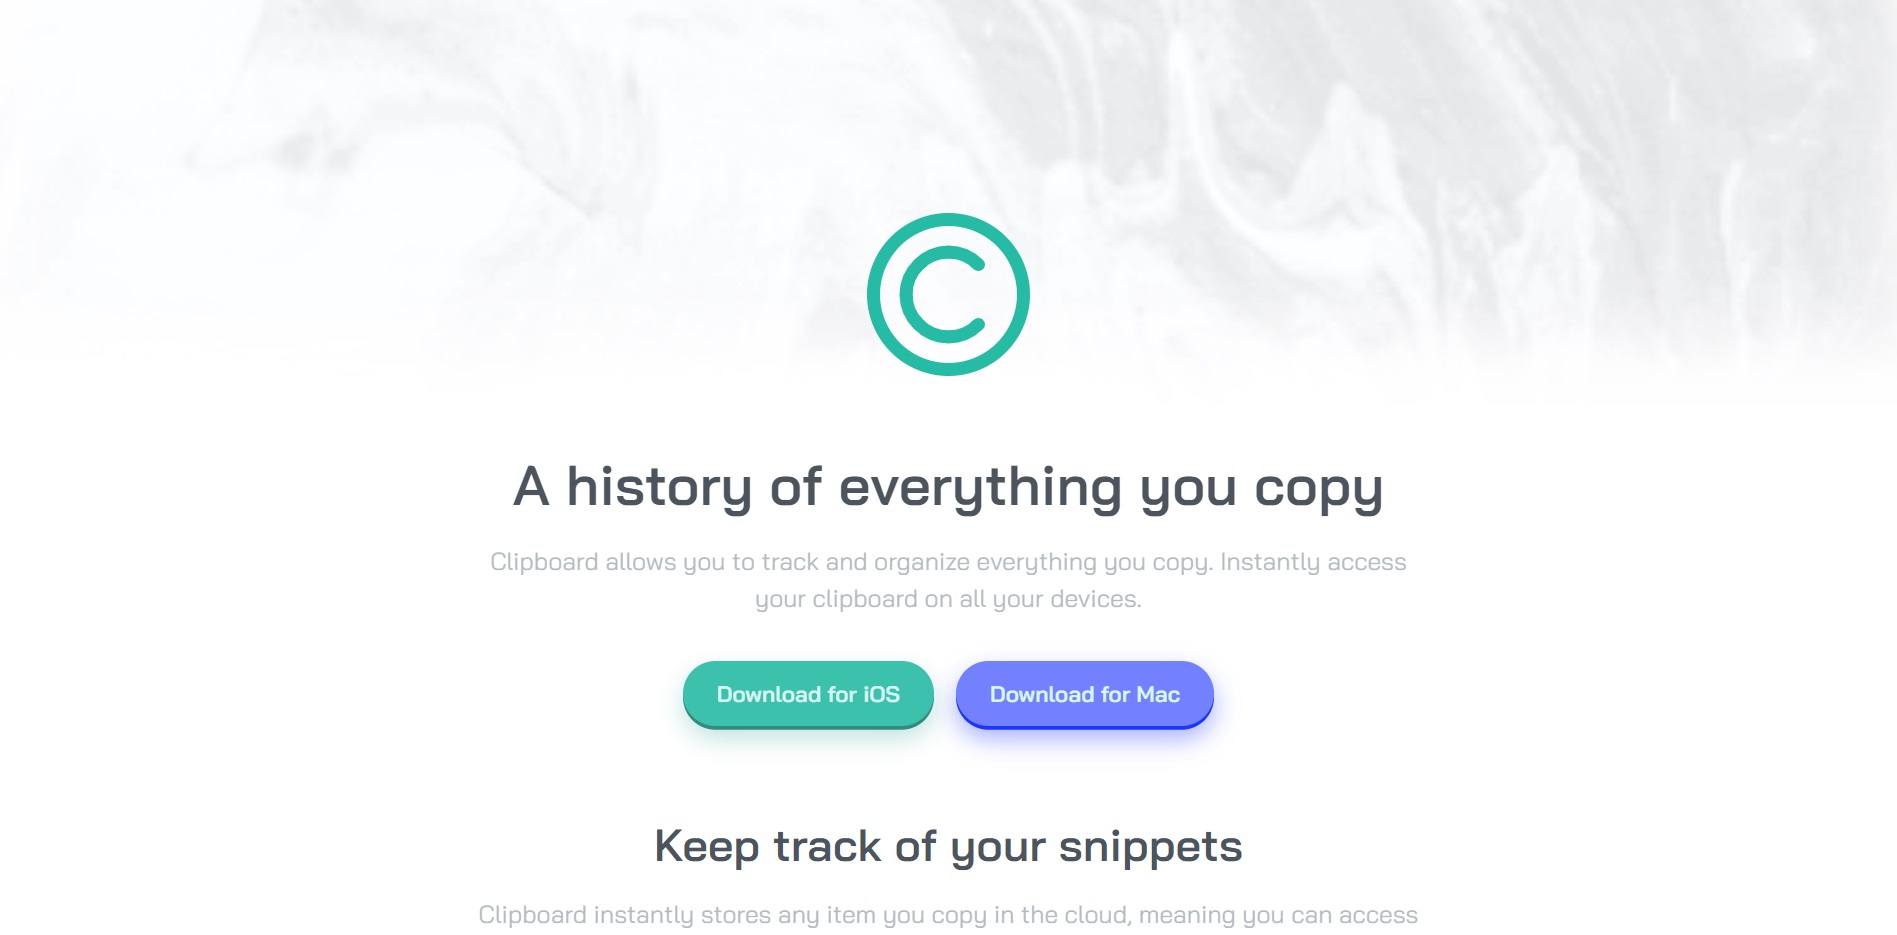 A history of everything you copy
Clipboard allows you to track and organize everything you copy. Instantly access
your clipboard on all your devices.
Download for iOS
Download for Mac
Keep track of your snippets
Clipboard instantly stores any item you copy in the cloud, meaning you can access